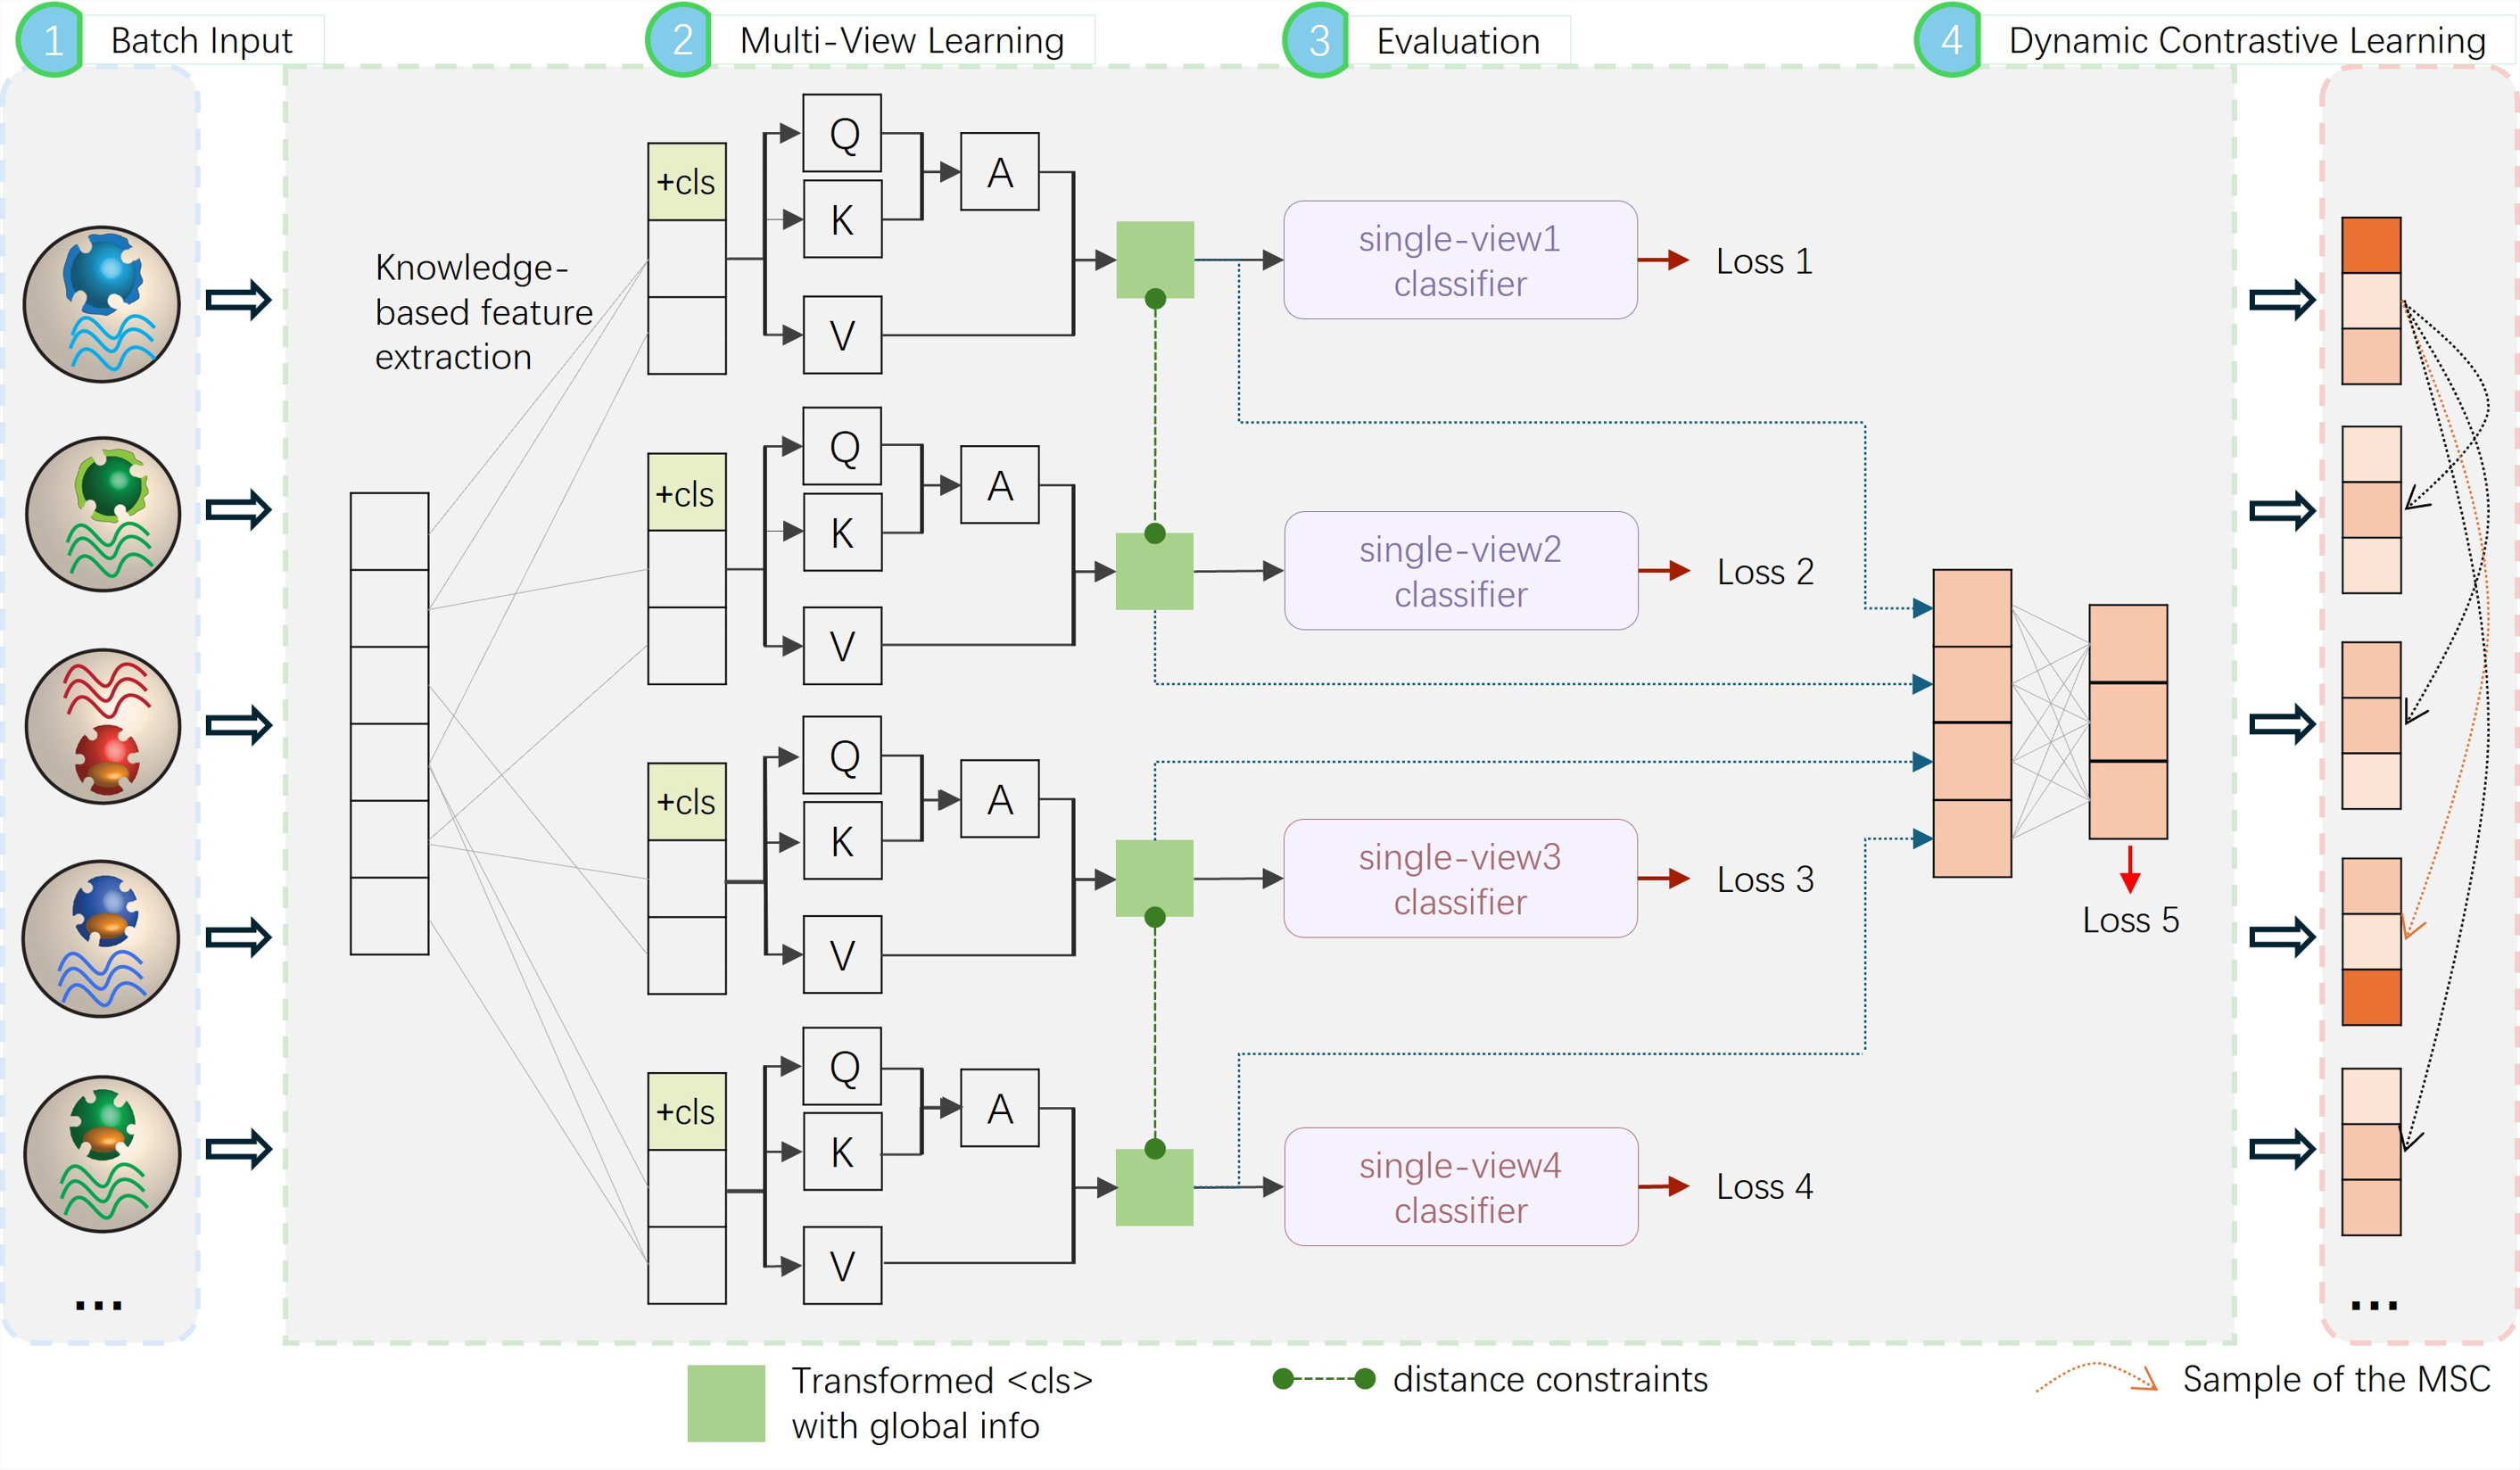 1 Batch Input
2 Multi-View Learning
3 Evaluation
4 Dynamic Contrastive Learning
Knowledge-
based feature
extraction
+cls
Q
K
V
A
single-view1
classifier
Loss 1
+cls
Q
K
V
A
single-view2
classifier
Loss 2
+cls
Q
K
V
A
single-view3
classifier
Loss 3
+cls
Q
K
V
A
single-view4
classifier
Loss 4
Loss 5
...
...
Transformed <cls>
with global info
distance constraints
Sample of the MSC